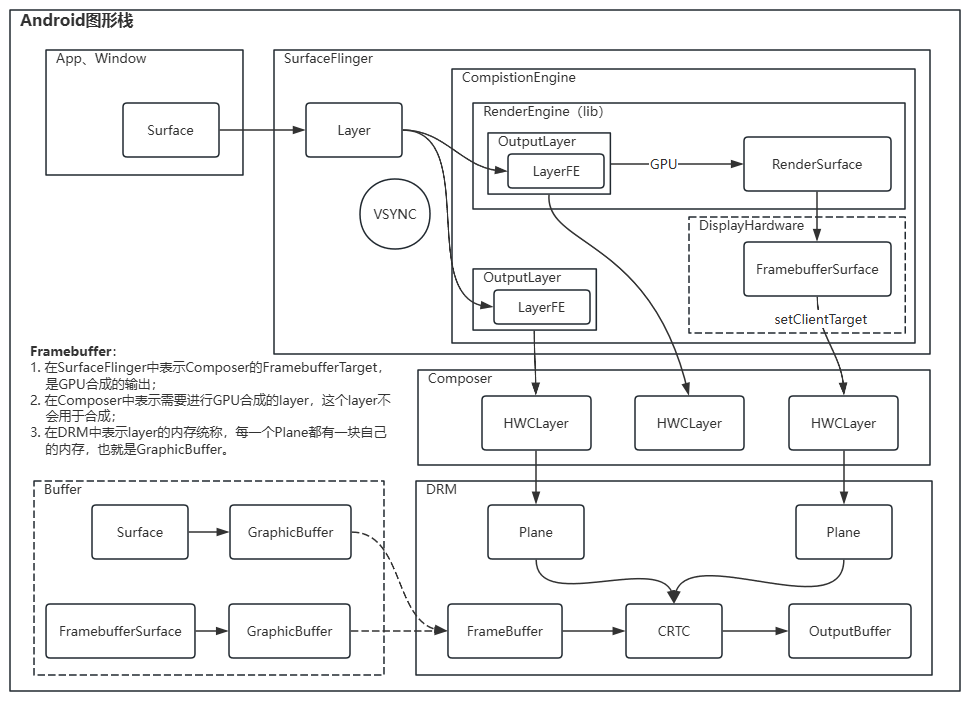 Android图形栈
App、Window
Surface
SurfaceFlinger
Layer
VSYNC
CompistionEngine
RenderEngine（lib）
OutputLayer
LayerFE
GPU
RenderSurface
DisplayHardware
FramebufferSurface
setClientTarget
OutputLayer
LayerFE
Framebuffer：
1. 在SurfaceFlinger中表示Composer的FramebufferTarget，
是GPU合成的输出；
2. 在Composer中表示需要进行GPU合成的layer，这个layer不
会用于合成；
3. 在DRM中表示layer的内存统称，每一个Plane都有一块自己
的内存，也就是GraphicBuffer。
Composer
HWCLayer
HWCLayer
HWCLayer
Buffer
Surface
GraphicBuffer
FramebufferSurface
GraphicBuffer
DRM
Plane
Plane
FrameBuffer
CRTC
OutputBuffer